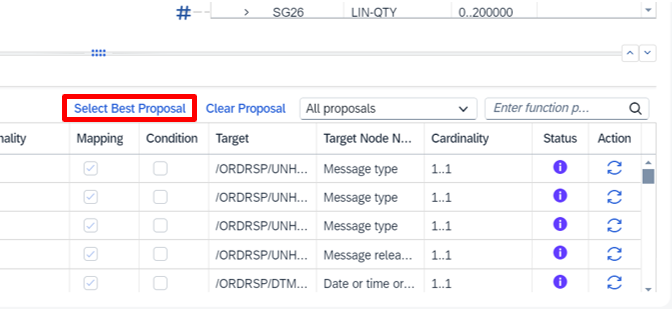 # > SG26 LIN-QTY 0..200000
Select Best Proposal Clear Proposal All proposals Enter function p...
nality Mapping Condition Target Target Node N... Cardinality Status Action
/ORDRSP/UNH... Message type 1..1
/ORDRSP/UNH... Message type 1..1
/ORDRSP/UNH... Message type 1..1
/ORDRSP/UNH... Message relea... 1..1
/ORDRSP/DTM... Date or time or... 1..1